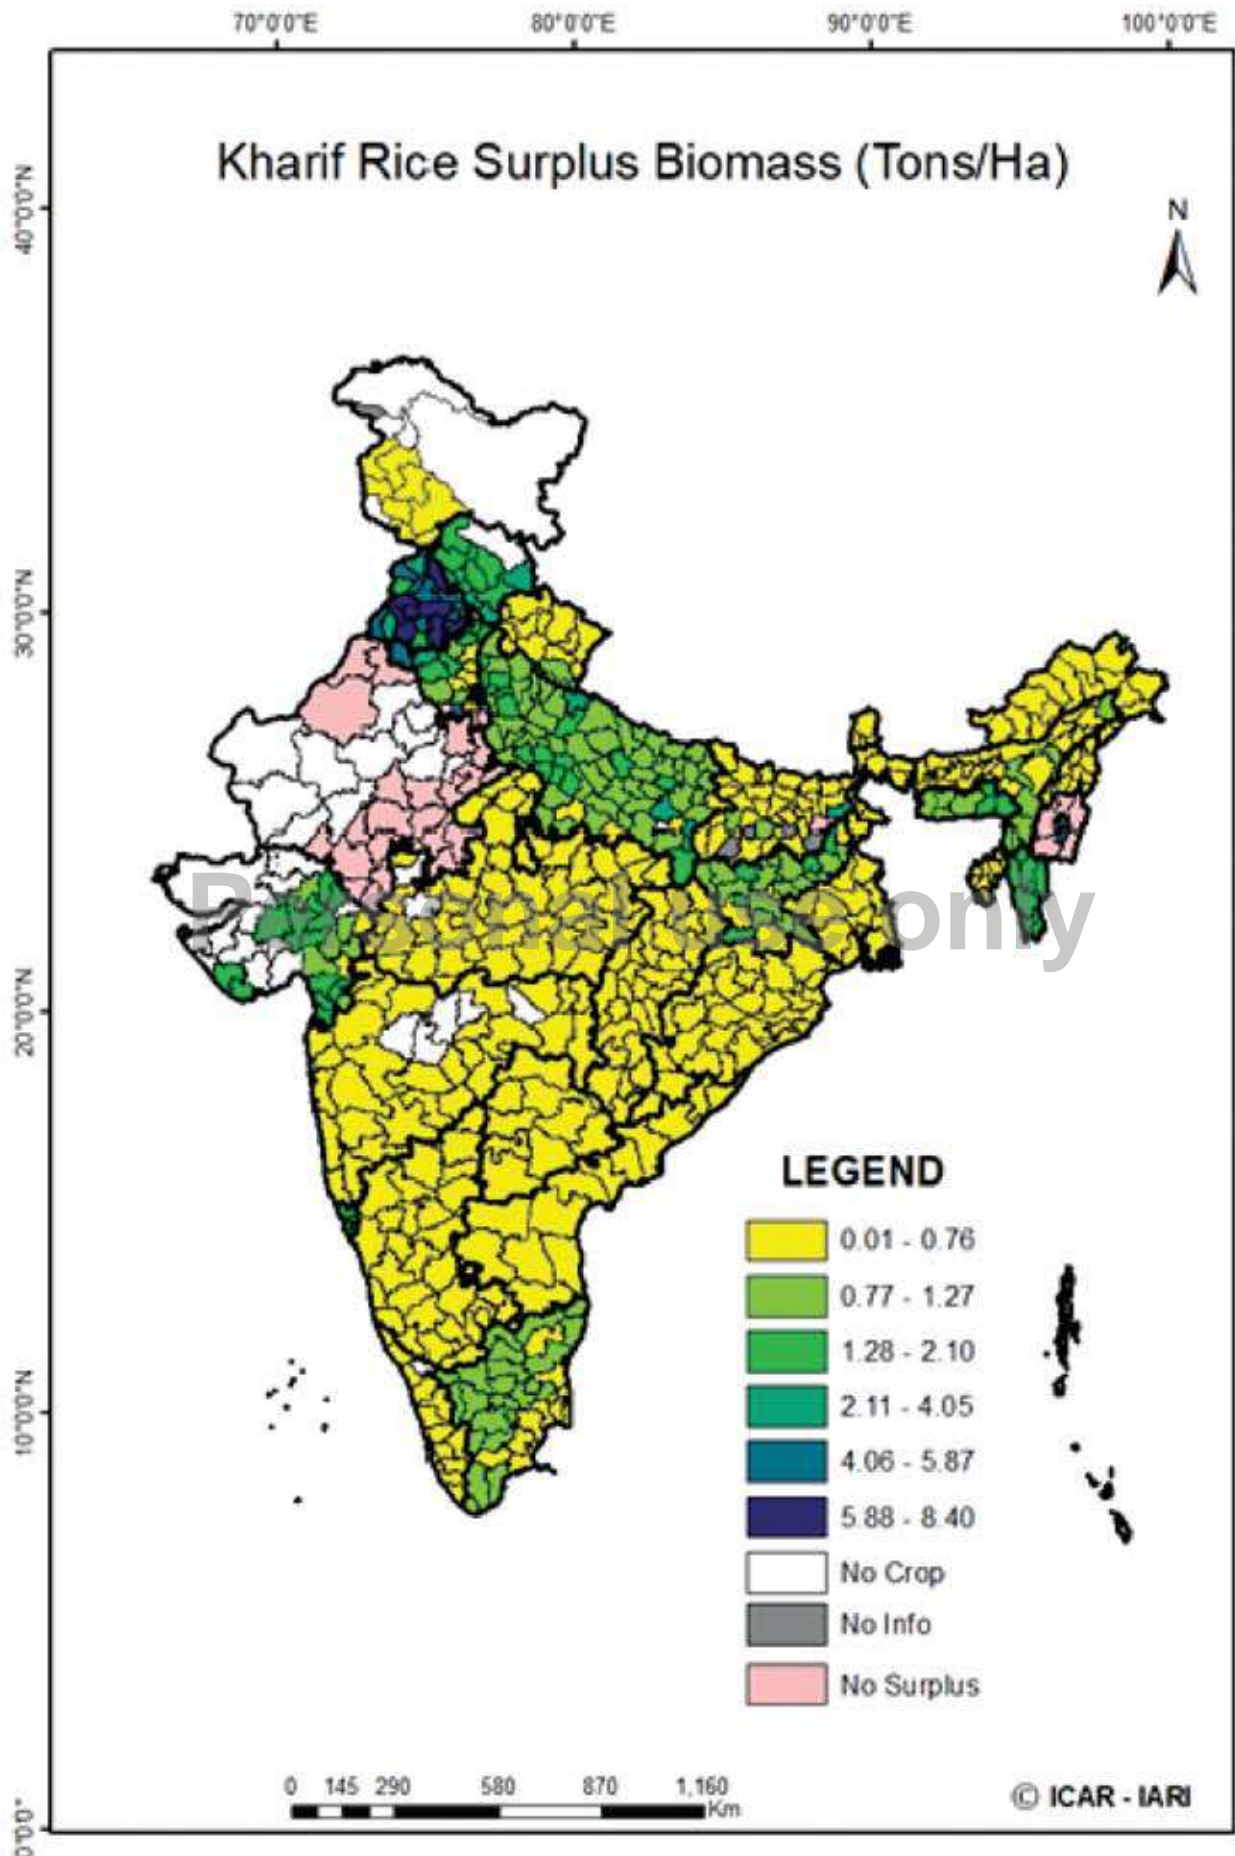 70°0'0"E 80°0'0"E 90°0'0"E 100°0'0"E
Kharif Rice Surplus Biomass (Tons/Ha)
N
40°0'0"N
30°0'0"N
20°0'0"N
10°0'0"N
Personal use only
LEGEND
0.01 - 0.76
0.77 - 1.27
1.28 - 2.10
2.11 - 4.05
4.06 - 5.87
5.88 - 8.40
No Crop
No Info
No Surplus
0 145 290 580 870 1,160
Km
© ICAR - IARI